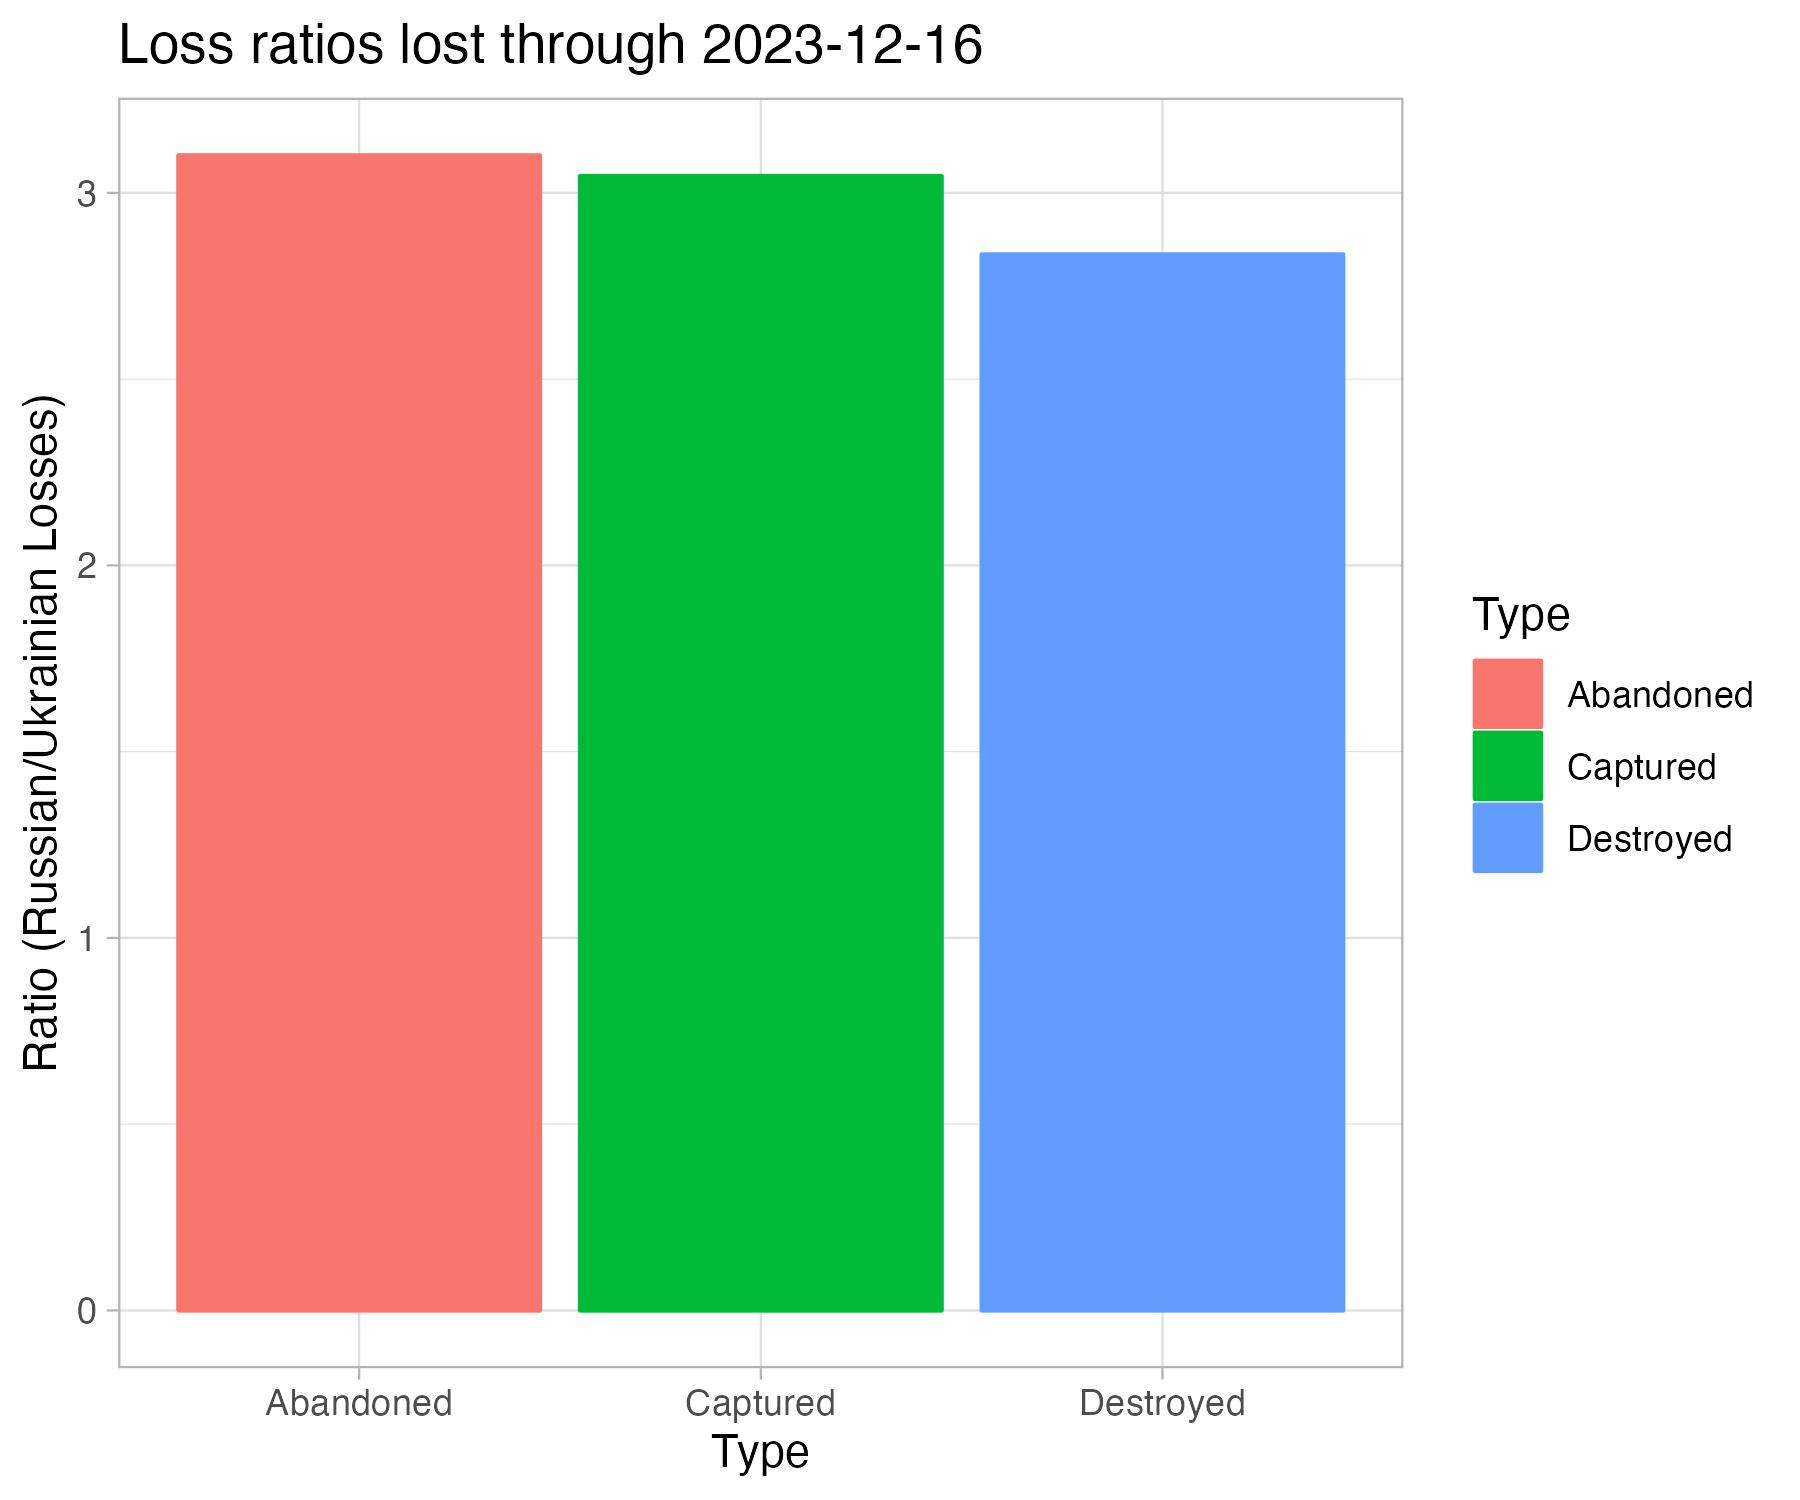 Loss ratios lost through 2023-12-16
Ratio (Russian/Ukrainian Losses)
3
2
1
0
Abandoned
Captured
Destroyed
Type
Type
Abandoned
Captured
Destroyed